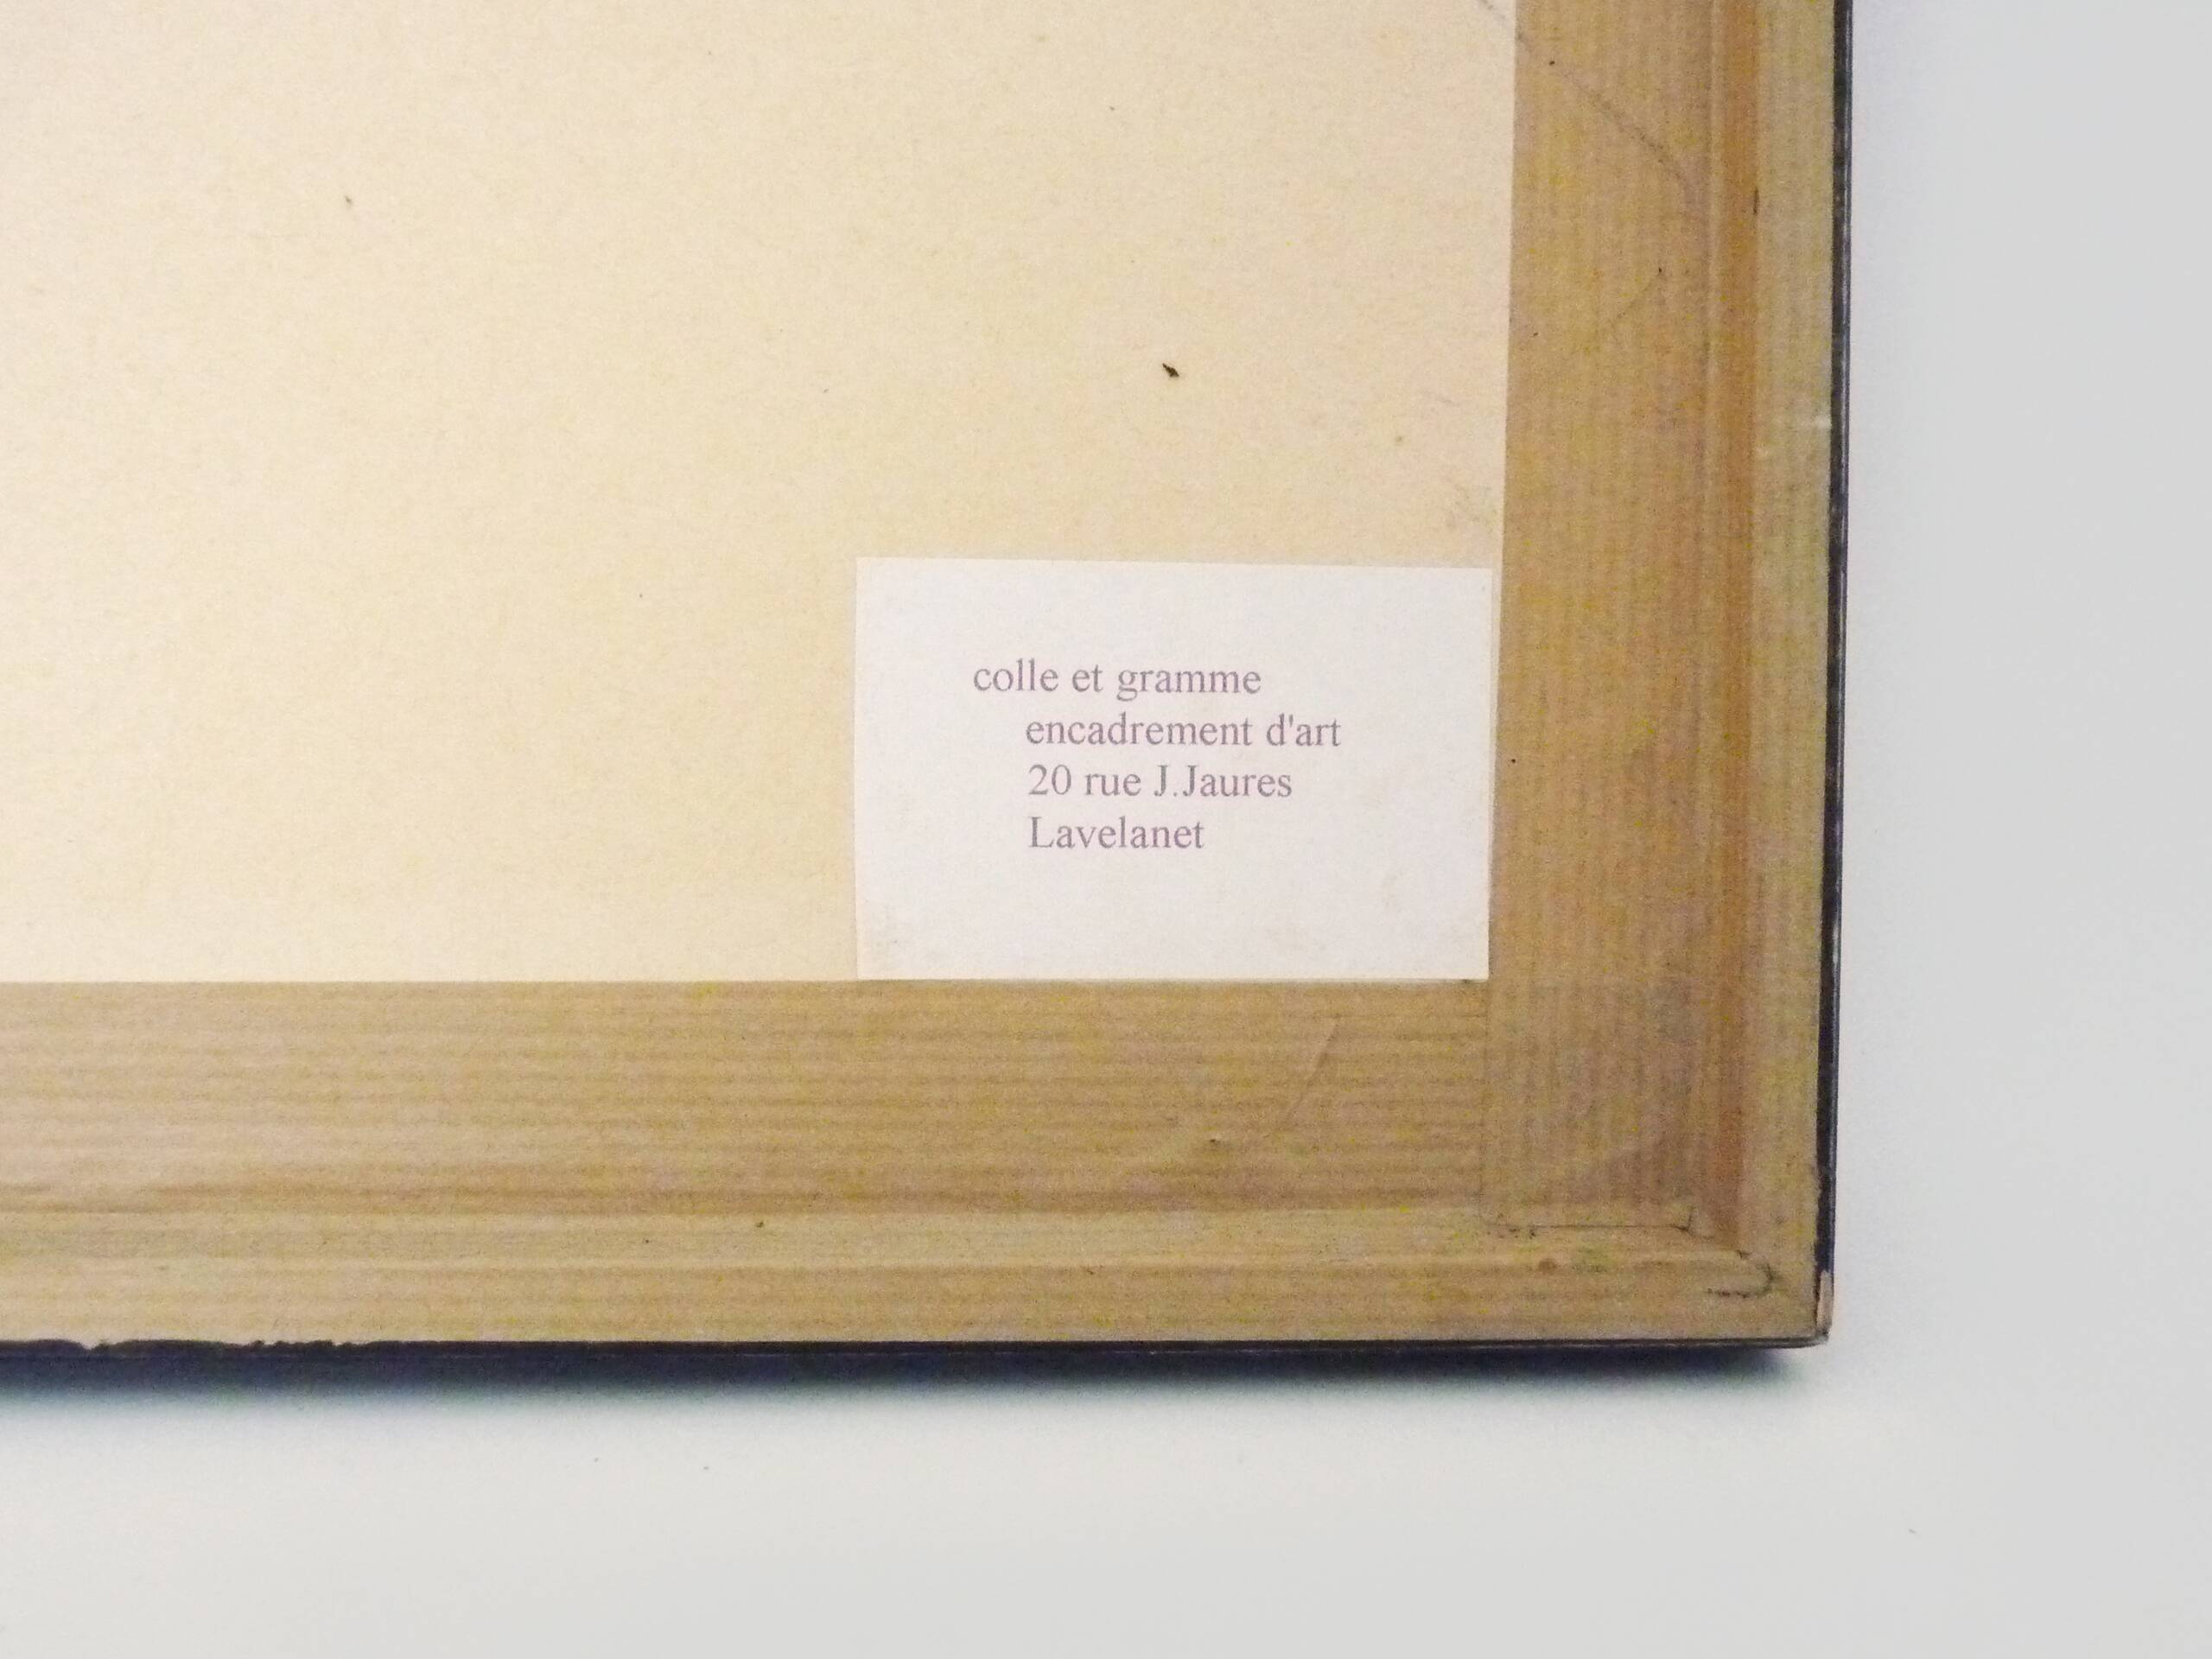 colle et gramme
encadrement d'art
20 rue J.Jaures
Lavelanet